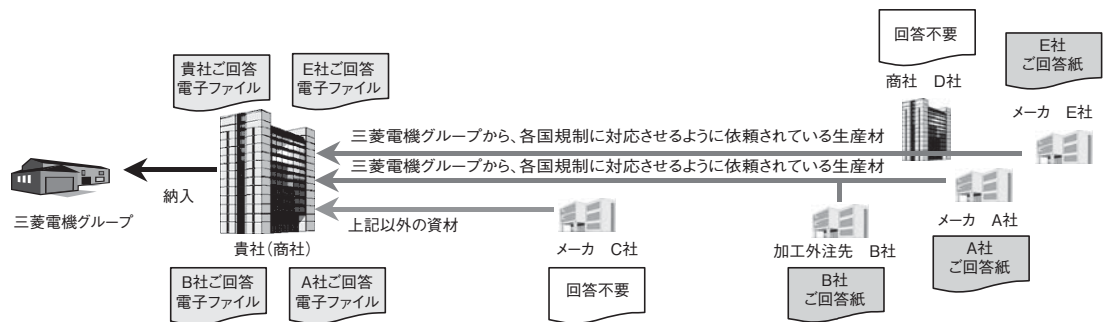 回答不要
E社
ご回答紙
貴社ご回答
電子ファイル
E社ご回答
電子ファイル
商社 D社
メーカ E社
三菱電機グループから、各国規制に対応させるように依頼されている生産材
三菱電機グループから、各国規制に対応させるように依頼されている生産材
納入
三菱電機グループ
上記以外の資材
メーカ A社
貴社(商社)
メーカ C社
加工外注先 B社
A社
ご回答紙
B社ご回答
電子ファイル
A社ご回答
電子ファイル
回答不要
B社
ご回答紙